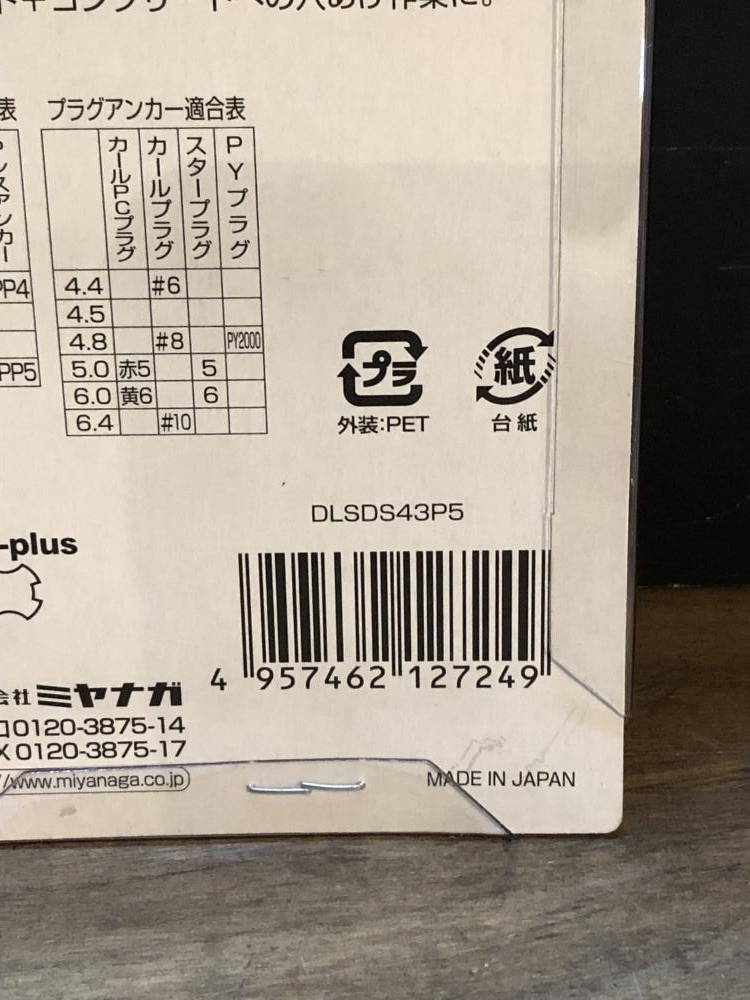 プラグアンカー適合表
カールPCプラグ カールプラグ スタープラグ PYプラグ
4.4 #6
4.5
4.8 #8 PY2000
5.0 赤5 5
6.0 黄6 6
6.4 #10
表
PP4
PP5
プラ
外装:PET
紙
台紙
DLSDS43P5
-plus
4 957462 127249
会社 ミヤナガ
0120-3875-14
X 0120-3875-17
//www.miyanaga.co.jp
MADE IN JAPAN